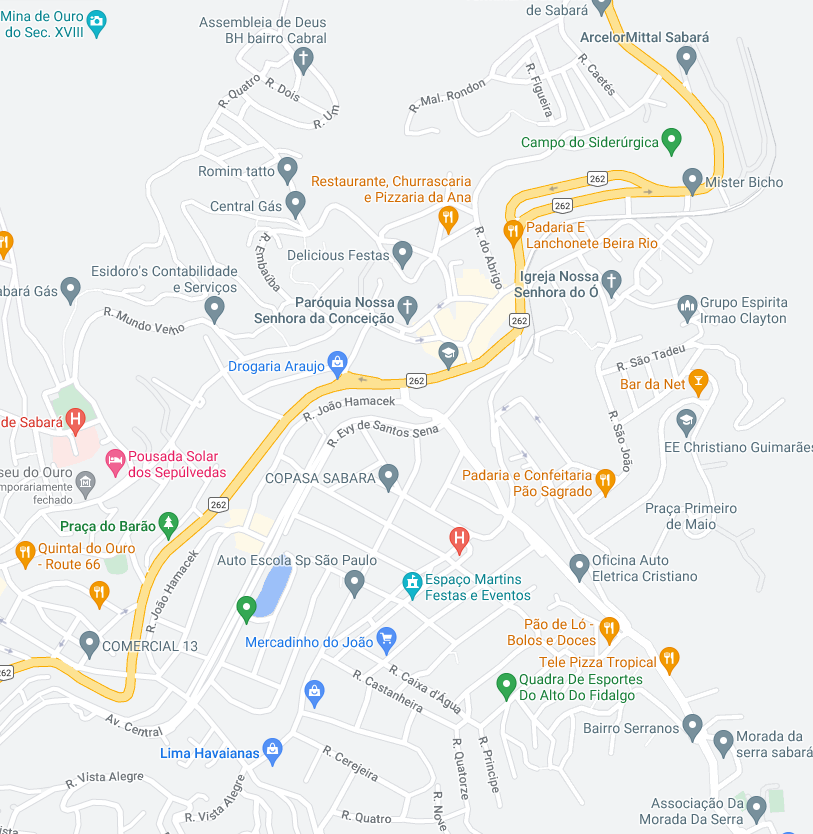 de Sabará
Mina de Ouro
do Sec. XVIII
Assembleia de Deus
BH bairro Cabral
ArcelorMittal Sabará
R. Quatro
R. Dois
R. Um
R. Mal. Rondon
R. Figueira
R. Caetés
Campo do Siderúrgica
Romim tatto
Restaurante, Churrascaria
e Pizzaria da Ana
262
Mister Bicho
Central Gás
262
Padaria E
Lanchonete Beira Rio
R. do Abrigo
R. Embaúba
Delicious Festas
Esidoro's Contabilidade
e Serviços
Igreja Nossa
Senhora do Ó
abará Gás
Paróquia Nossa
Senhora da Conceição
Grupo Espirita
Irmao Clayton
R. Mundo Velho
262
R. São Tadeu
Drogaria Araujo
262
Bar da Net
R. João Hamacek
de Sabará
H
R. Evy de Santos Sena
R. São João
EE Christiano Guimarães
Pousada Solar
dos Sepúlvedas
seu do Ouro
emporariamente
fechado
COPASA SABARA
Padaria e Confeitaria
Pão Sagrado
262
Praça Primeiro
de Maio
Praça do Barão
H
Quintal do Ouro
- Route 66
Auto Escola Sp São Paulo
Oficina Auto
Eletrica Cristiano
Espaço Martins
Festas e Eventos
R. João Hamacek
Pão de Ló -
Bolos e Doces
COMERCIAL 13
Mercadinho do João
Tele Pizza Tropical
262
R. Caixa d'Água
R. Castanheira
Quadra De Esportes
Do Alto Do Fidalgo
Av. Central
Bairro Serranos
Morada da
serra sabará
Lima Havaianas
R. Cerejeira
R. Quatorze
R. Principe
R. Vista Alegre
R. Vista Alegre
R. Quatro
R. Nove
Associação Da
Morada Da Serra